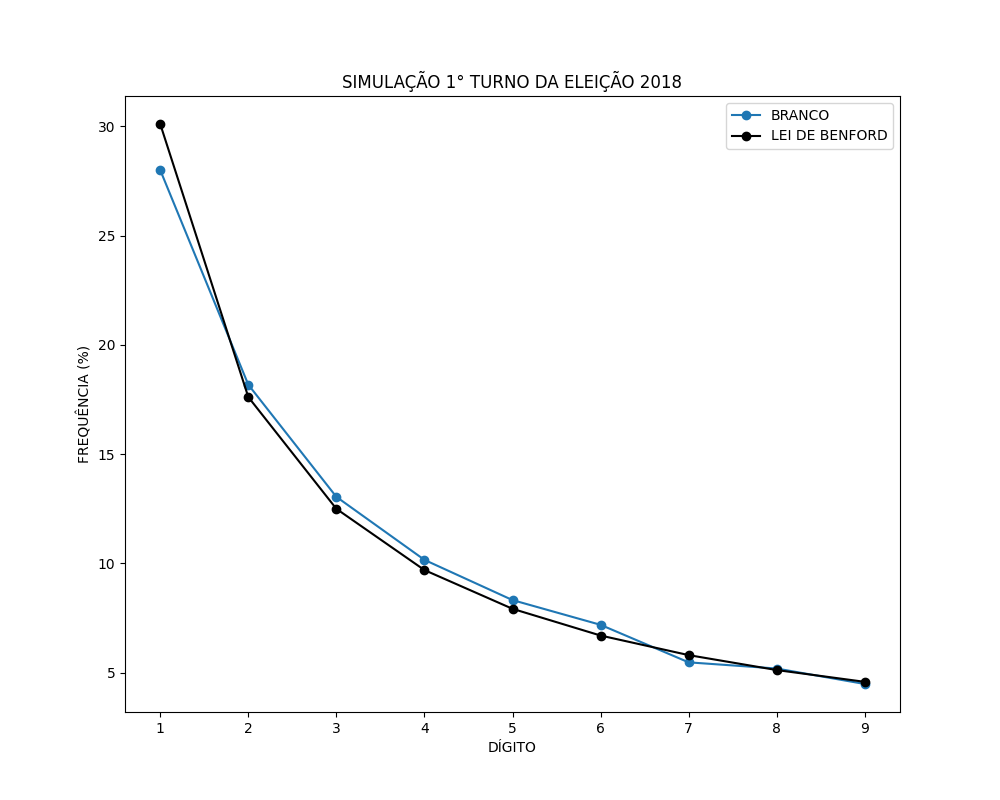 SIMULAÇÃO 1° TURNO DA ELEIÇÃO 2018
BRANCO
LEI DE BENFORD
FREQUÊNCIA (%)
30
25
20
15
10
5
1 2 3 4 5 6 7 8 9
DÍGITO